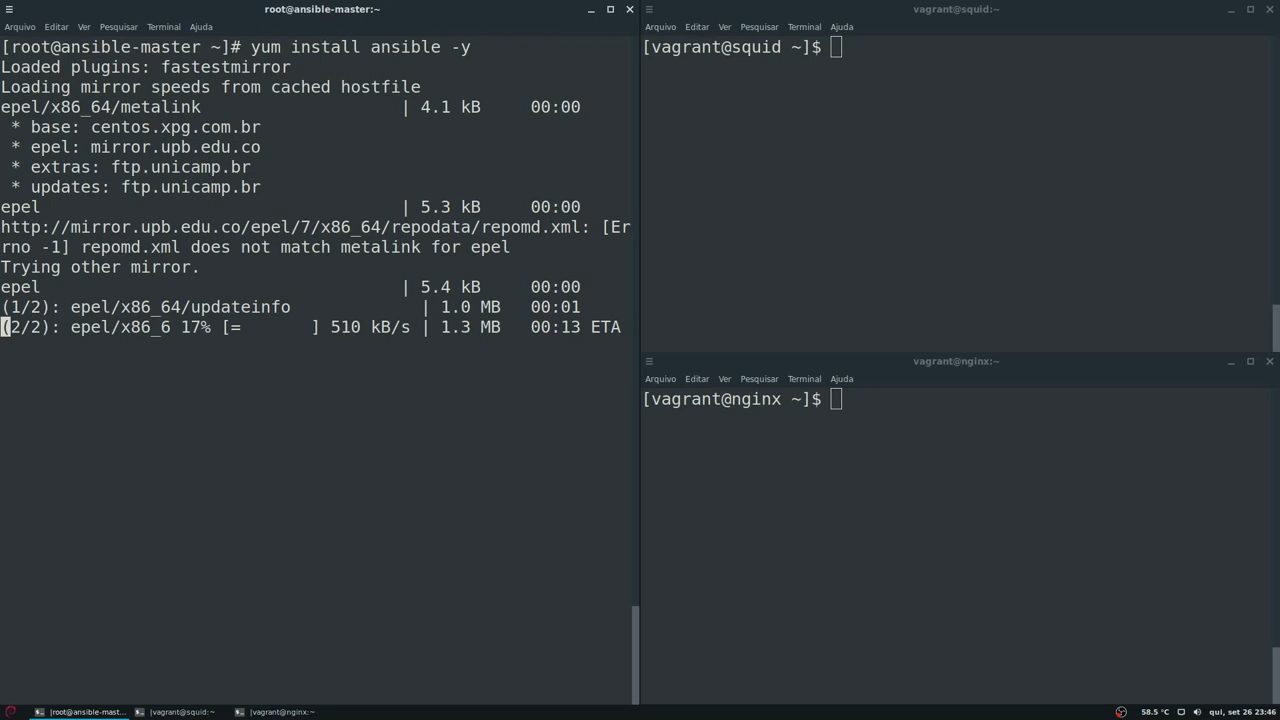 root@ansible-master:~
Arquivo Editar Ver Pesquisar Terminal Ajuda
[root@ansible-master ~]# yum install ansible -y
Loaded plugins: fastestmirror
Loading mirror speeds from cached hostfile
epel/x86_64/metalink | 4.1 kB 00:00
* base: centos.xpg.com.br
* epel: mirror.upb.edu.co
* extras: ftp.unicamp.br
* updates: ftp.unicamp.br
epel | 5.3 kB 00:00
http://mirror.upb.edu.co/epel/7/x86_64/repodata/repomd.xml: [Er
rno -1] repomd.xml does not match metalink for epel
Trying other mirror.
epel | 5.4 kB 00:00
(1/2): epel/x86_64/updateinfo | 1.0 MB 00:01
(2/2): epel/x86_6 17% [= ] 510 kB/s | 1.3 MB 00:13 ETA
vagrant@squid:~
Arquivo Editar Ver Pesquisar Terminal Ajuda
[vagrant@squid ~]$
vagrant@nginx:~
Arquivo Editar Ver Pesquisar Terminal Ajuda
[vagrant@nginx ~]$
|root@ansible-mast... |vagrant@squid:~ |vagrant@nginx:~ 58.5 °C qui, set 26 23:46